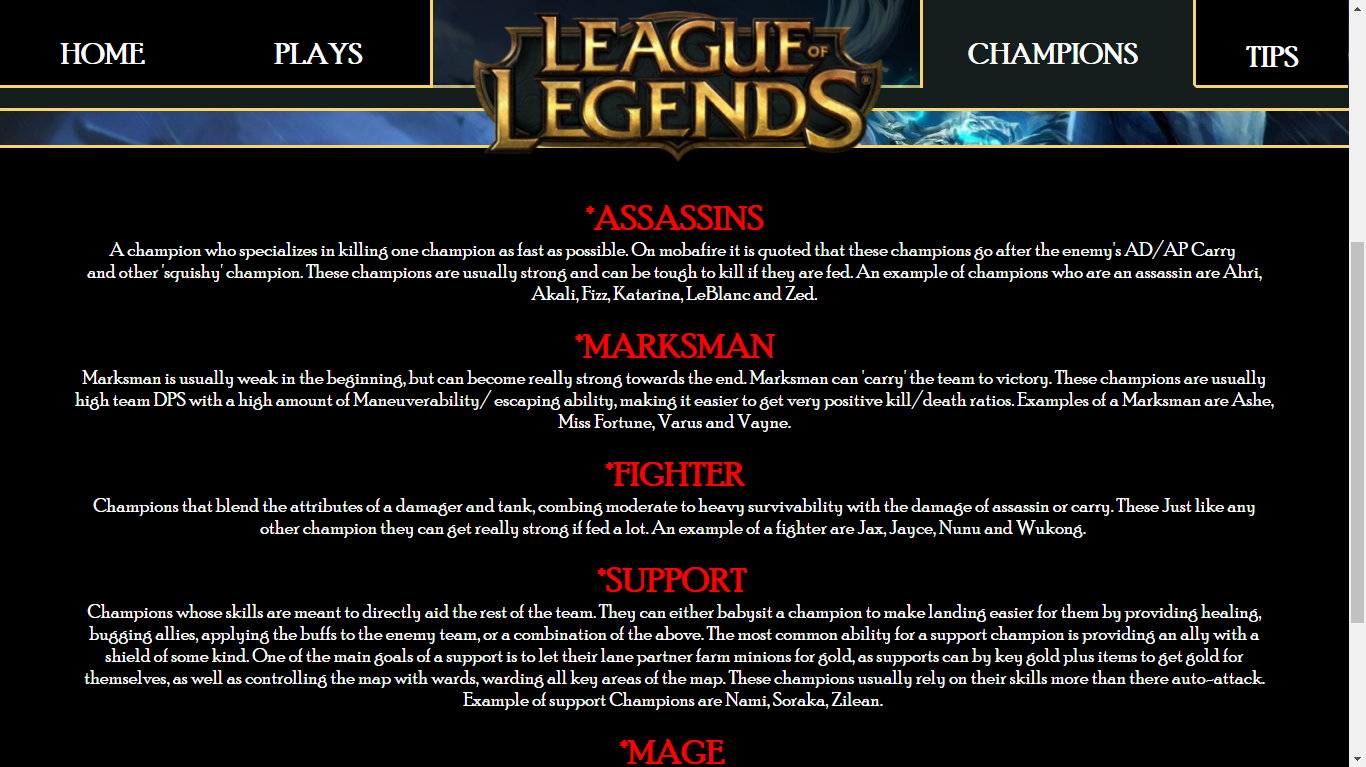 HOME PLAYS LEAGUE OF LEGENDS® CHAMPIONS TIPS
*ASSASSINS
A champion who specializes in killing one champion as fast as possible. On mobafire it is quoted that these champions go after the enemy's AD/AP Carry
and other 'squishy' champion. These champions are usually strong and can be tough to kill if they are fed. An example of champions who are an assassin are Ahri,
Akali, Fizz, Katarina, LeBlanc and Zed.
*MARKSMAN
Marksman is usually weak in the beginning, but can become really strong towards the end. Marksman can 'carry' the team to victory. These champions are usually
high team DPS with a high amount of Maneuverability/ escaping ability, making it easier to get very positive kill/death ratios. Examples of a Marksman are Ashe,
Miss Fortune, Varus and Vayne.
*FIGHTER
Champions that blend the attributes of a damager and tank, combing moderate to heavy survivability with the damage of assassin or carry. These Just like any
other champion they can get really strong if fed a lot. An example of a fighter are Jax, Jayce, Nunu and Wukong.
*SUPPORT
Champions whose skills are meant to directly aid the rest of the team. They can either babysit a champion to make landing easier for them by providing healing,
bugging allies, applying the buffs to the enemy team, or a combination of the above. The most common ability for a support champion is providing an ally with a
shield of some kind. One of the main goals of a support is to let their lane partner farm minions for gold, as supports can by key gold plus items to get gold for
themselves, as well as controlling the map with wards, warding all key areas of the map. These champions usually rely on their skills more than there auto-attack.
Example of support Champions are Nami, Soraka, Zilean.
*MAGE